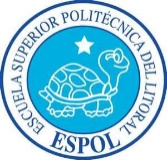 ESCUELA SUPERIOR POLITÉCNICA DEL LITORAL
ESPOL